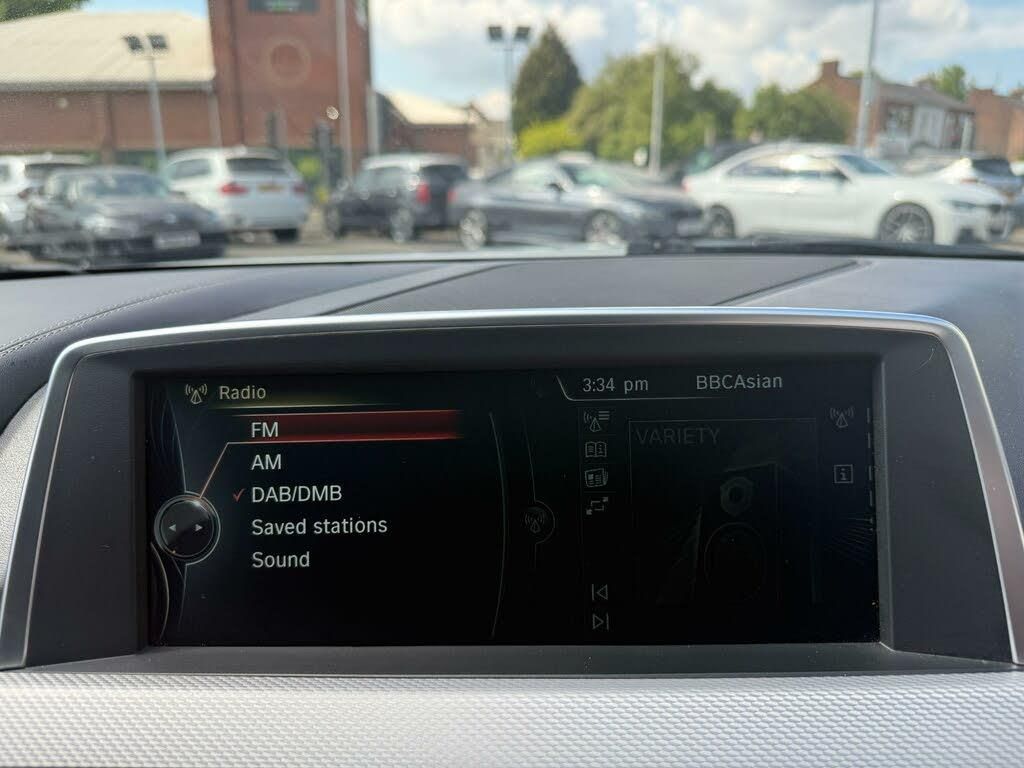 Radio
FM
AM
DAB/DMB
Saved stations
Sound
3:34 pm
BBCAsian
VARIETY